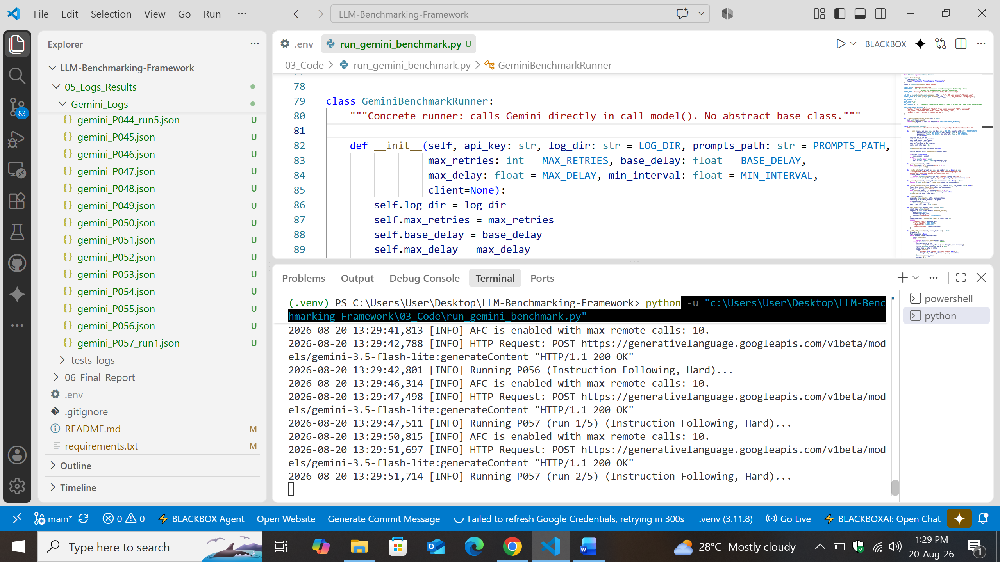 File Edit Selection View Go Run ···
LLM-Benchmarking-Framework
Explorer
LLM-Benchmarking-Framework
05_Logs_Results
Gemini_Logs
{} gemini_P044_run5.json U
{} gemini_P045.json U
{} gemini_P046.json U
{} gemini_P047.json U
{} gemini_P048.json U
{} gemini_P049.json U
{} gemini_P050.json U
{} gemini_P051.json U
{} gemini_P052.json U
{} gemini_P053.json U
{} gemini_P054.json U
{} gemini_P055.json U
{} gemini_P056.json U
{} gemini_P057_run1.json U
tests_logs
06_Final_Report
.env
.gitignore
README.md M
requirements.txt M
Outline
Timeline
83
.env
run_gemini_benchmark.py U
BLACKBOX
03_Code > run_gemini_benchmark.py > GeminiBenchmarkRunner
78
79 class GeminiBenchmarkRunner:
80 """Concrete runner: calls Gemini directly in call_model(). No abstract base class."""
81
82 def __init__(self, api_key: str, log_dir: str = LOG_DIR, prompts_path: str = PROMPTS_PATH,
83 max_retries: int = MAX_RETRIES, base_delay: float = BASE_DELAY,
84 max_delay: float = MAX_DELAY, min_interval: float = MIN_INTERVAL,
85 client=None):
86 self.log_dir = log_dir
87 self.max_retries = max_retries
88 self.base_delay = base_delay
89 self.max_delay = max_delay
Problems Output Debug Console Terminal Ports
powershell
python
(.venv) PS C:\Users\User\Desktop\LLM-Benchmarking-Framework> python -u "c:\Users\User\Desktop\LLM-Benc
hmarking-Framework\03_Code\run_gemini_benchmark.py"
2026-08-20 13:29:41,813 [INFO] AFC is enabled with max remote calls: 10.
2026-08-20 13:29:42,788 [INFO] HTTP Request: POST https://generativelanguage.googleapis.com/v1beta/mod
els/gemini-3.5-flash-lite:generateContent "HTTP/1.1 200 OK"
2026-08-20 13:29:42,801 [INFO] Running P056 (Instruction Following, Hard)...
2026-08-20 13:29:46,314 [INFO] AFC is enabled with max remote calls: 10.
2026-08-20 13:29:47,498 [INFO] HTTP Request: POST https://generativelanguage.googleapis.com/v1beta/mod
els/gemini-3.5-flash-lite:generateContent "HTTP/1.1 200 OK"
2026-08-20 13:29:47,511 [INFO] Running P057 (run 1/5) (Instruction Following, Hard)...
2026-08-20 13:29:50,815 [INFO] AFC is enabled with max remote calls: 10.
2026-08-20 13:29:51,697 [INFO] HTTP Request: POST https://generativelanguage.googleapis.com/v1beta/mod
els/gemini-3.5-flash-lite:generateContent "HTTP/1.1 200 OK"
2026-08-20 13:29:51,714 [INFO] Running P057 (run 2/5) (Instruction Following, Hard)...
main* 0 0 BLACKBOX Agent Open Website Generate Commit Message Failed to refresh Google Credentials, retrying in 300s .venv (3.11.8) Go Live BLACKBOXAI: Open Chat
Type here to search
28°C Mostly cloudy
1:29 PM
20-Aug-26
1